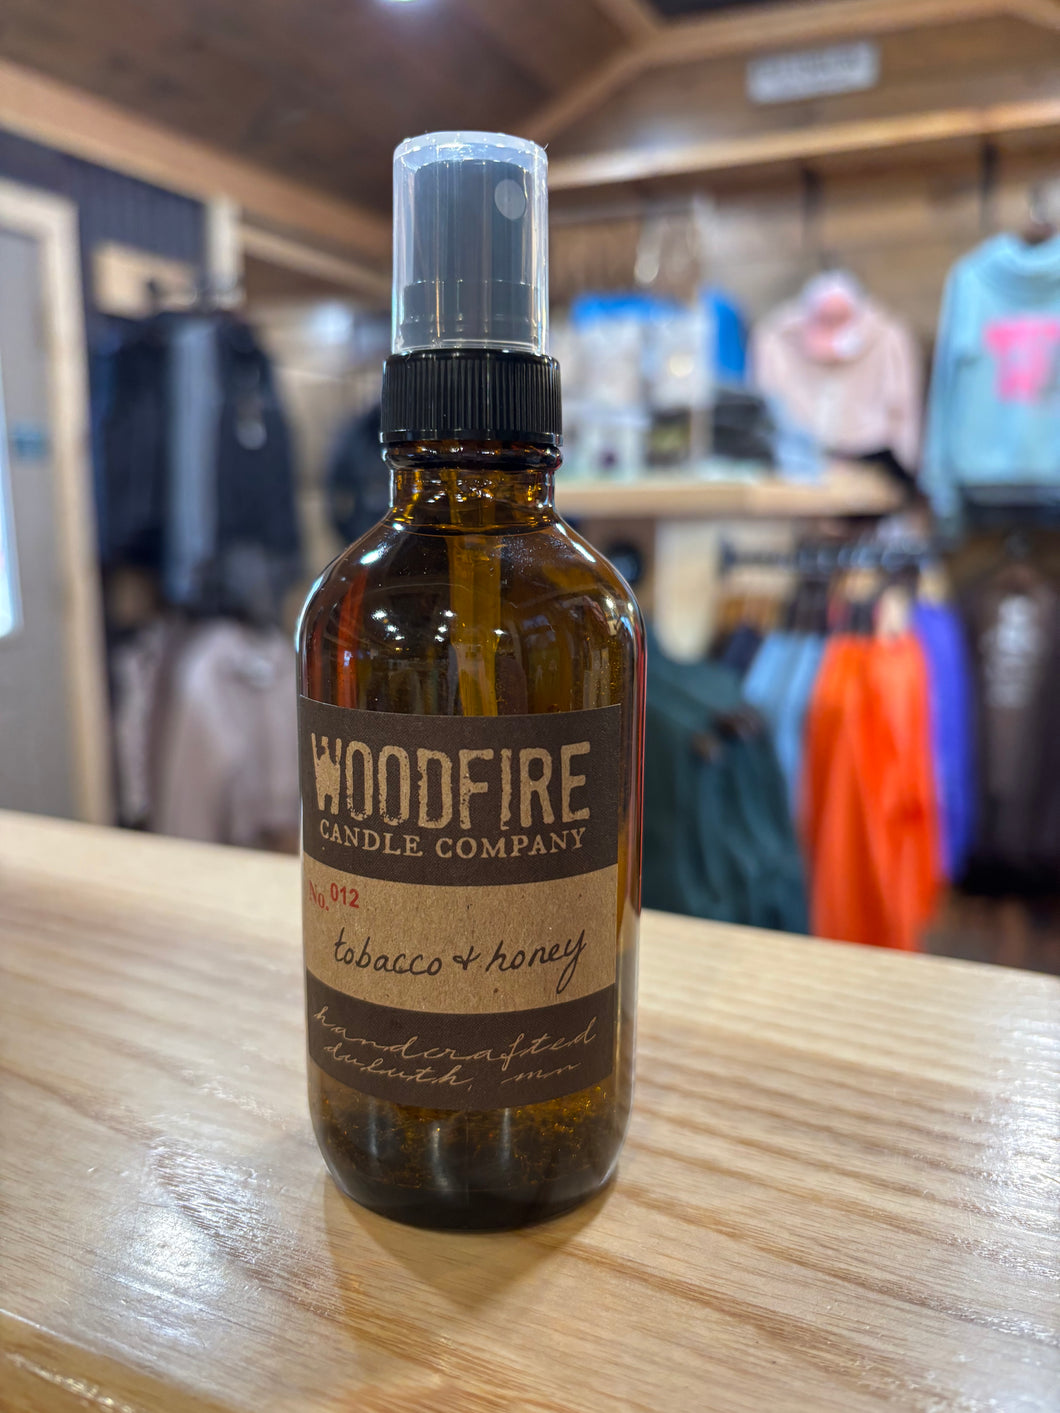 WOODFIRE
CANDLE COMPANY
No. 012
tobacco + honey
handcrafted
duluth, mn